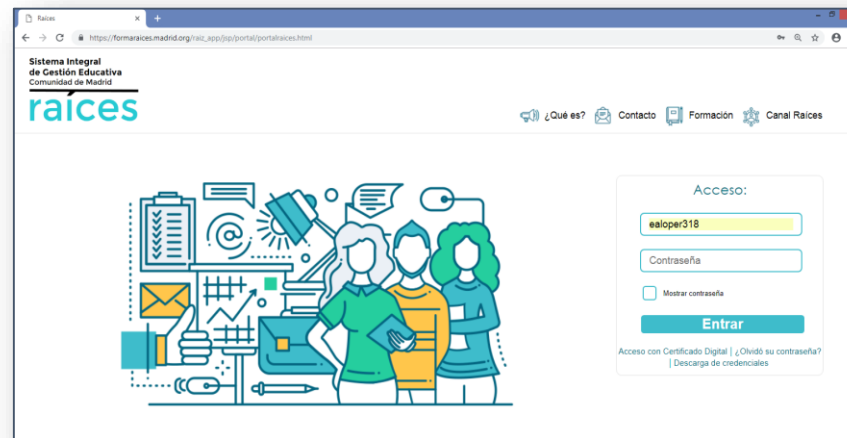 Raíces
https://formaraices.madrid.org/raiz_app/jsp/portal/portalraices.html
Sistema Integral
de Gestión Educativa
Comunidad de Madrid
raíces
¿Qué es?
Contacto
Formación
Canal Raíces
Acceso:
ealoper318
Contraseña
Mostrar contraseña
Entrar
Acceso con Certificado Digital | ¿Olvidó su contraseña?
| Descarga de credenciales